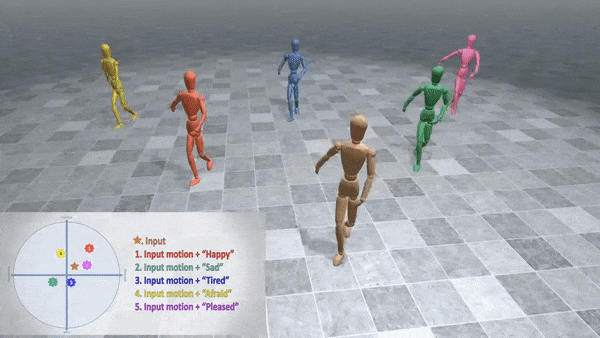 Input
1. Input motion + "Happy"
2. Input motion + "Sad"
3. Input motion + "Tired"
4. Input motion + "Afraid"
5. Input motion + "Pleased"